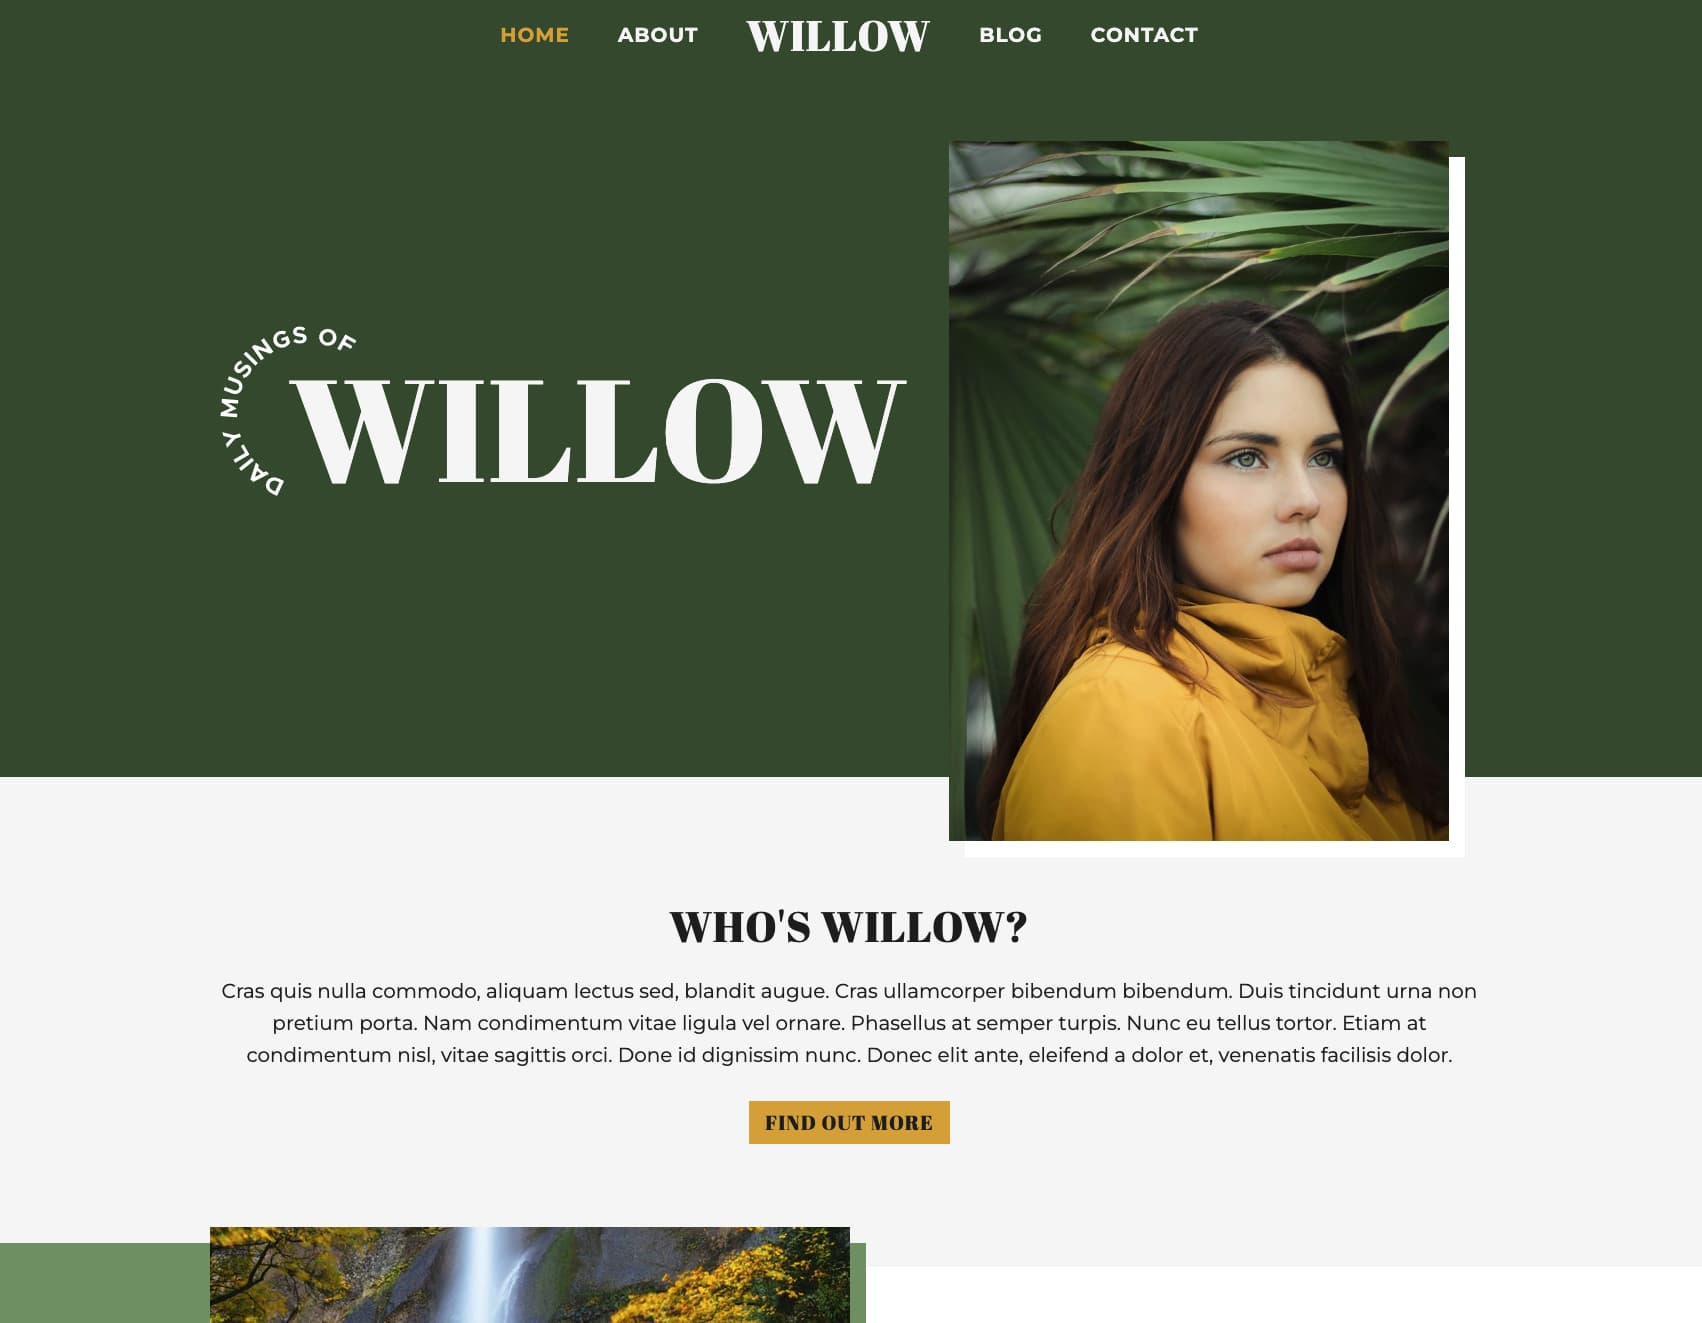 HOME ABOUT WILLOW BLOG CONTACT
DAILY MUSINGS OF
WILLOW
WHO'S WILLOW?
Cras quis nulla commodo, aliquam lectus sed, blandit augue. Cras ullamcorper bibendum bibendum. Duis tincidunt urna non
pretium porta. Nam condimentum vitae ligula vel ornare. Phasellus at semper turpis. Nunc eu tellus tortor. Etiam at
condimentum nisl, vitae sagittis orci. Done id dignissim nunc. Donec elit ante, eleifend a dolor et, venenatis facilisis dolor.
FIND OUT MORE